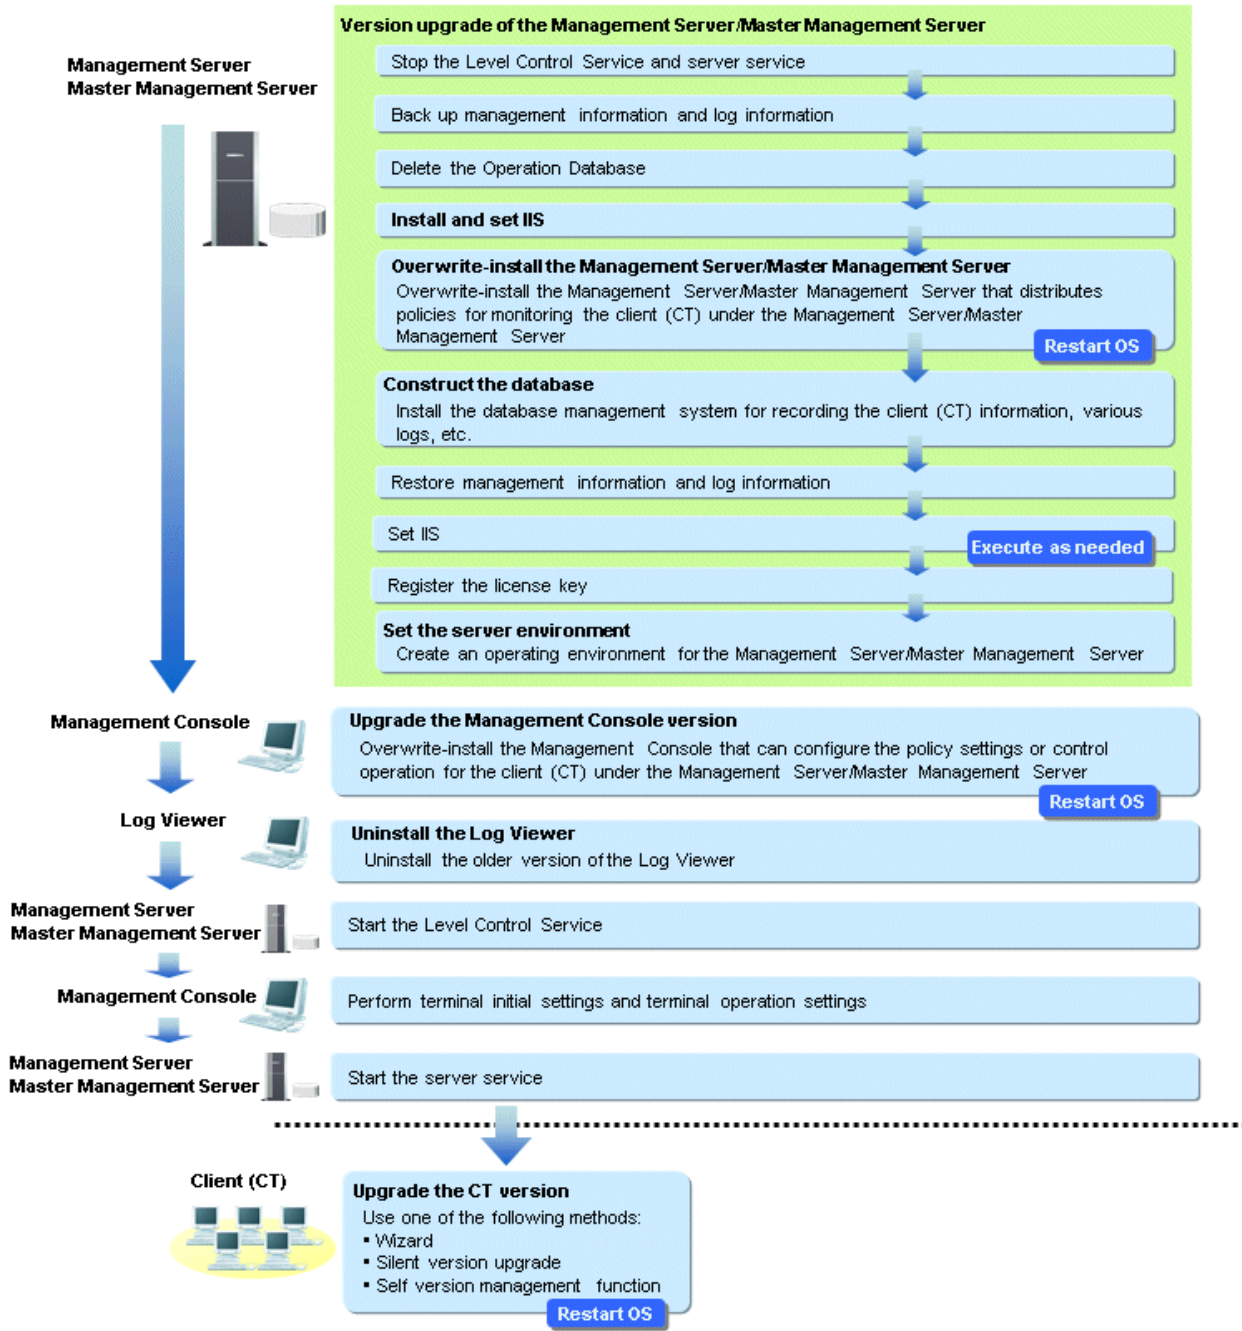 Version upgrade of the Management Server/Master Management Server
Management Server
Master Management Server
Stop the Level Control Service and server service
Back up management information and log information
Delete the Operation Database
Install and set IIS
Overwrite-install the Management Server/Master Management Server
Overwrite-install the Management Server/Master Management Server that distributes
policies for monitoring the client (CT) under the Management Server/Master
Management Server
Restart OS
Construct the database
Install the database management system for recording the client (CT) information, various
logs, etc.
Restore management information and log information
Set IIS
Execute as needed
Register the license key
Set the server environment
Create an operating environment for the Management Server/Master Management Server
Management Console
Upgrade the Management Console version
Overwrite-install the Management Console that can configure the policy settings or control
operation for the client (CT) under the Management Server/Master Management Server
Restart OS
Log Viewer
Uninstall the Log Viewer
Uninstall the older version of the Log Viewer
Management Server
Master Management Server
Start the Level Control Service
Management Console
Perform terminal initial settings and terminal operation settings
Management Server
Master Management Server
Start the server service
Client (CT)
Upgrade the CT version
Use one of the following methods:
▪ Wizard
▪ Silent version upgrade
▪ Self version management function
Restart OS